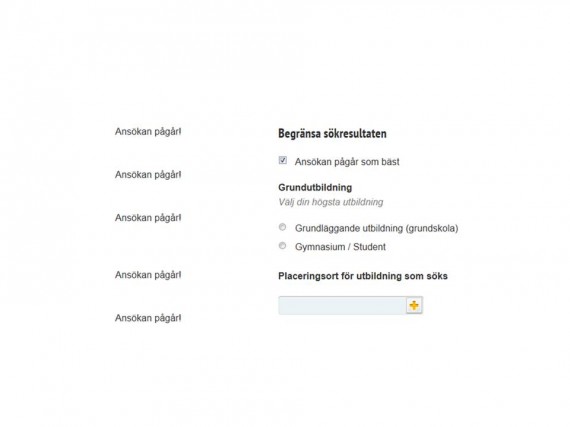 Ansökan pågår!
Ansökan pågår!
Ansökan pågår!
Ansökan pågår!
Ansökan pågår!
Begränsa sökresultaten
Ansökan pågår som bäst
Grundutbildning
Välj din högsta utbildning
Grundläggande utbildning (grundskola)
Gymnasium / Student
Placeringsort för utbildning som söks